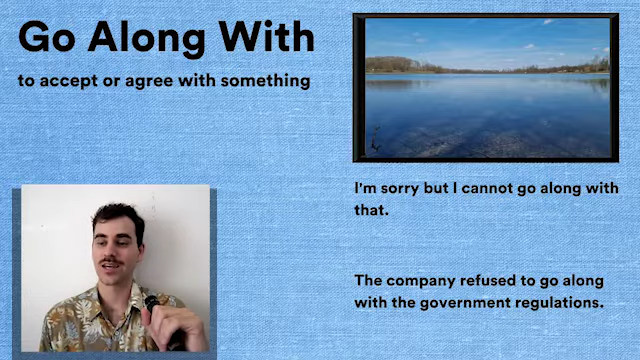 Go Along With
to accept or agree with something
I'm sorry but I cannot go along with
that.
The company refused to go along
with the government regulations.